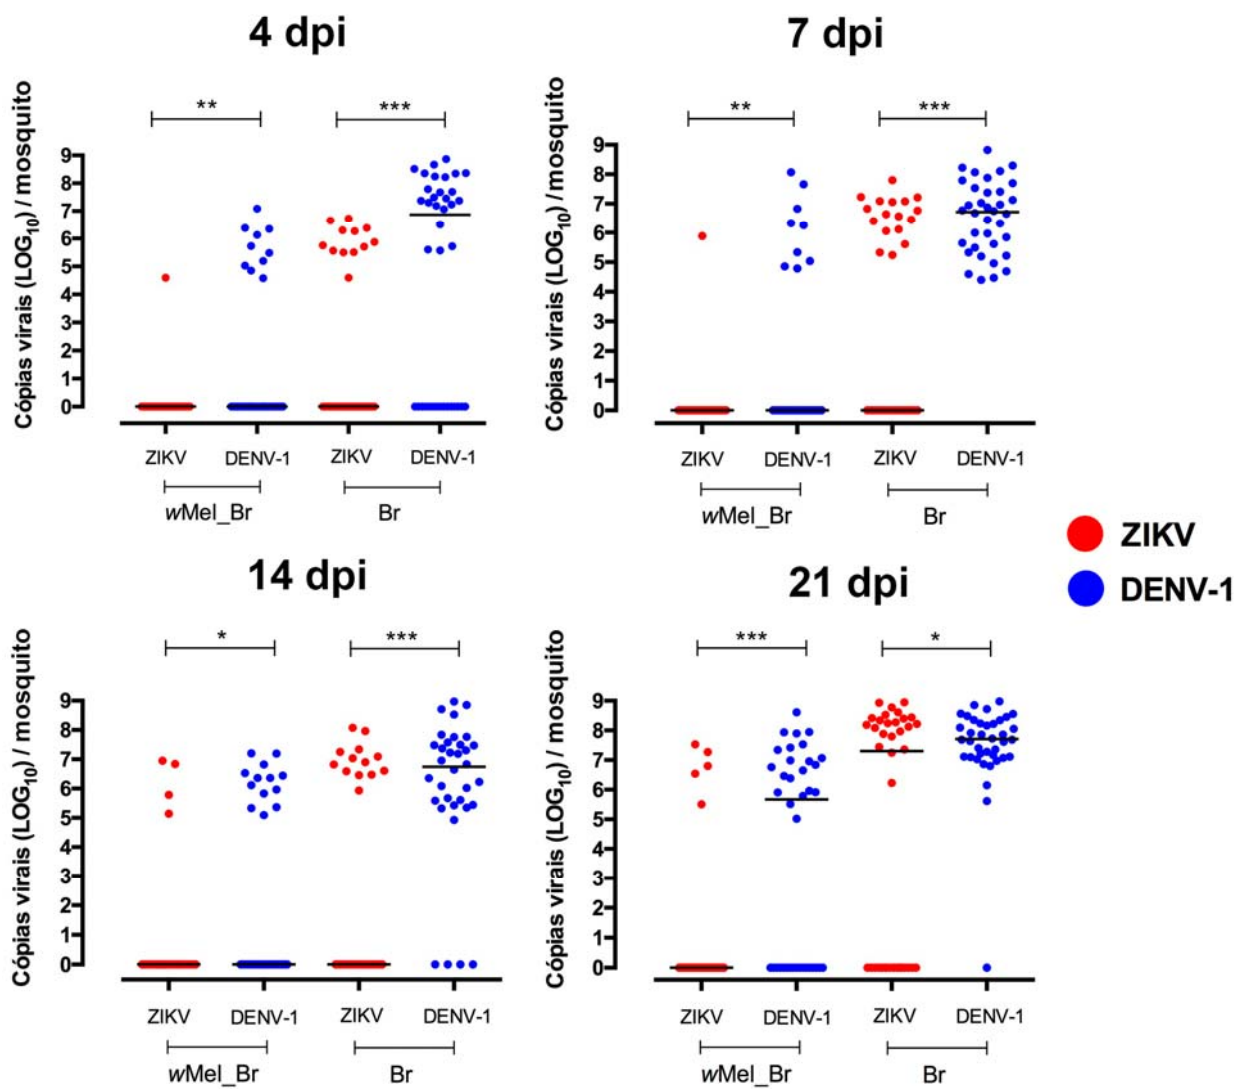 4 dpi
Cópias virais (LOG₁₀) / mosquito
9
8
7
6
5
4
3
2
1
0
** ***
ZIKV DENV-1 ZIKV DENV-1
wMel_Br Br
7 dpi
Cópias virais (LOG₁₀) / mosquito
9
8
7
6
5
4
3
2
1
0
** ***
ZIKV DENV-1 ZIKV DENV-1
wMel_Br Br
ZIKV
DENV-1
14 dpi
Cópias virais (LOG₁₀) / mosquito
9
8
7
6
5
4
3
2
1
0
* ***
ZIKV DENV-1 ZIKV DENV-1
wMel_Br Br
21 dpi
Cópias virais (LOG₁₀) / mosquito
9
8
7
6
5
4
3
2
1
0
*** *
ZIKV DENV-1 ZIKV DENV-1
wMel_Br Br